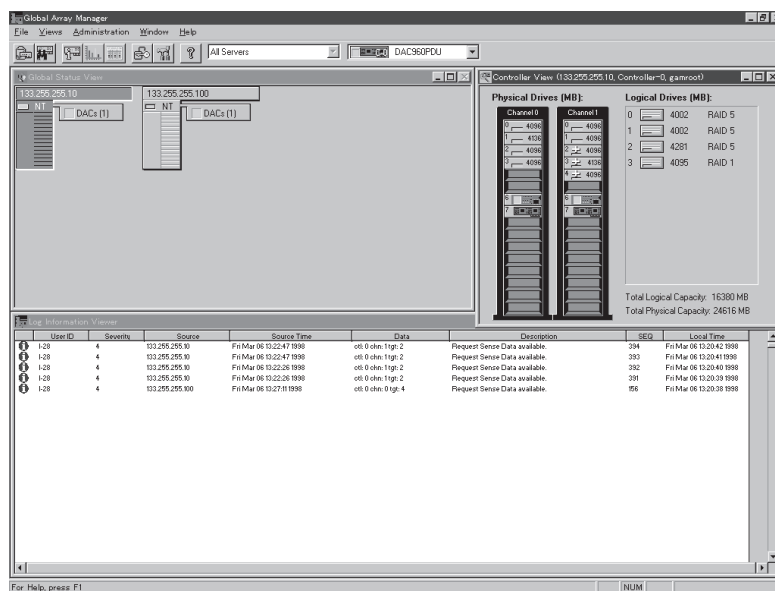 Global Array Manager
File Views Administration Window Help
All Servers DAC960PDU
Global Status View
133.255.255.10 133.255.255.100
NT DACs (1) NT DACs (1)
Controller View (133.255.255.10, Controller-0, gamroot)
Physical Drives (MB): Logical Drives (MB):
Channel 0 Channel 1
0 4096 0 4096
1 4136 1 4096
2 4096 2 4096
3 4096 3 4136
4 4096
6 6
7 7
0 4002 RAID 5
1 4002 RAID 5
2 4281 RAID 5
3 4095 RAID 1
Total Logical Capacity: 16380 MB
Total Physical Capacity: 24616 MB
Log Information Viewer
User ID Severity Source Source Time Data Description SEQ Local Time
I-28 4 133.255.255.10 Fri Mar 06 13:22:47 1998 ctl: 0 chn: 1 tgt: 2 Request Sense Data available. 394 Fri Mar 06 13:20:42 1998
I-28 4 133.255.255.10 Fri Mar 06 13:22:47 1998 ctl: 0 chn: 1 tgt: 2 Request Sense Data available. 393 Fri Mar 06 13:20:41 1998
I-28 4 133.255.255.10 Fri Mar 06 13:22:26 1998 ctl: 0 chn: 1 tgt: 2 Request Sense Data available. 392 Fri Mar 06 13:20:40 1998
I-28 4 133.255.255.10 Fri Mar 06 13:22:26 1998 ctl: 0 chn: 1 tgt: 2 Request Sense Data available. 391 Fri Mar 06 13:20:39 1998
I-28 4 133.255.255.100 Fri Mar 06 13:27:11 1998 ctl: 0 chn: 0 tgt: 4 Request Sense Data available. 156 Fri Mar 06 13:20:38 1998
For Help, press F1 NUM